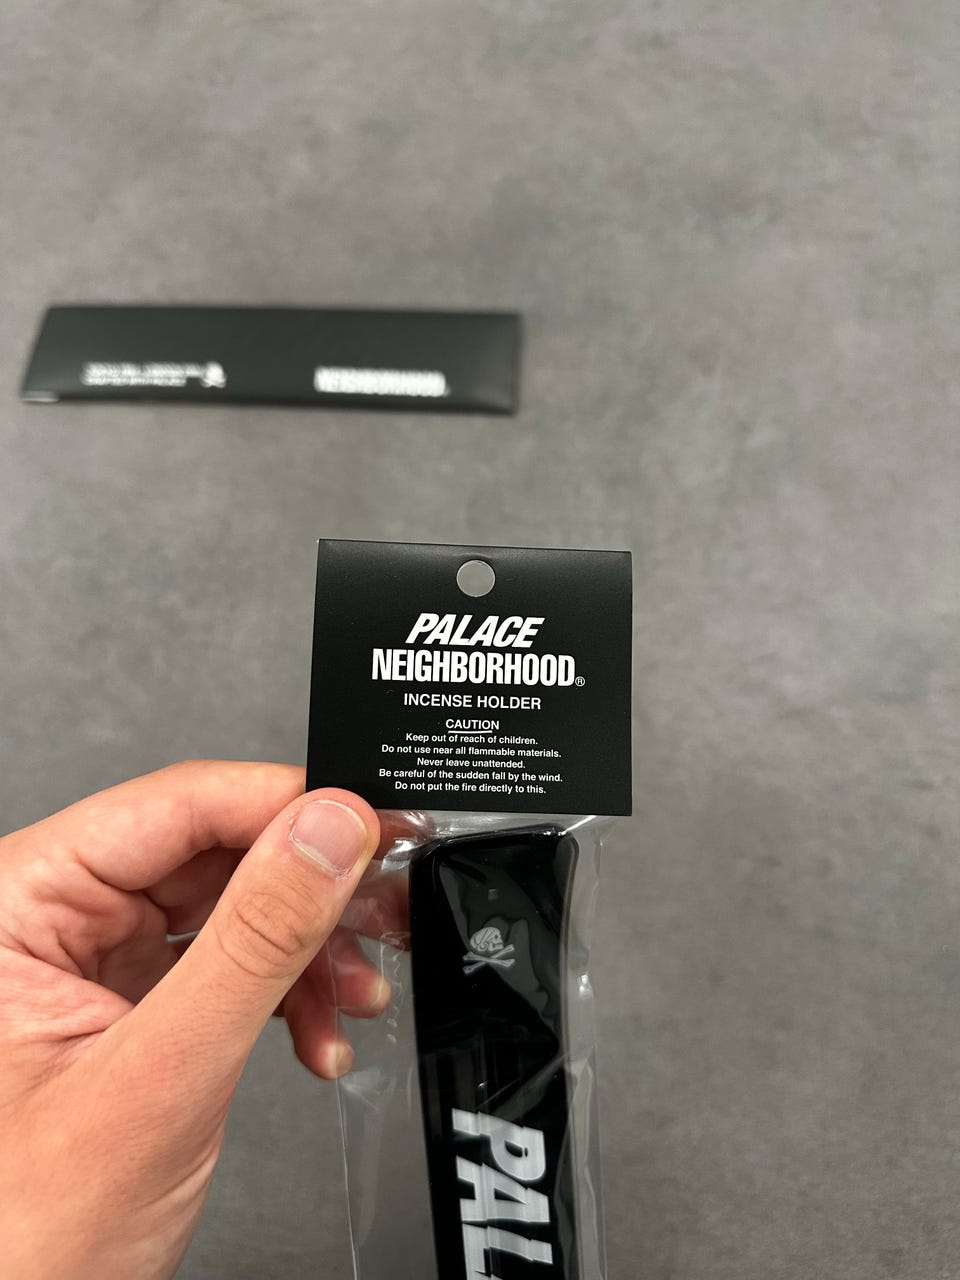 NEIGHBORHOOD
PALACE
NEIGHBORHOOD®
INCENSE HOLDER
CAUTION
Keep out of reach of children.
Do not use near all flammable materials.
Never leave unattended.
Be careful of the sudden fall by the wind.
Do not put the fire directly to this.
PAL